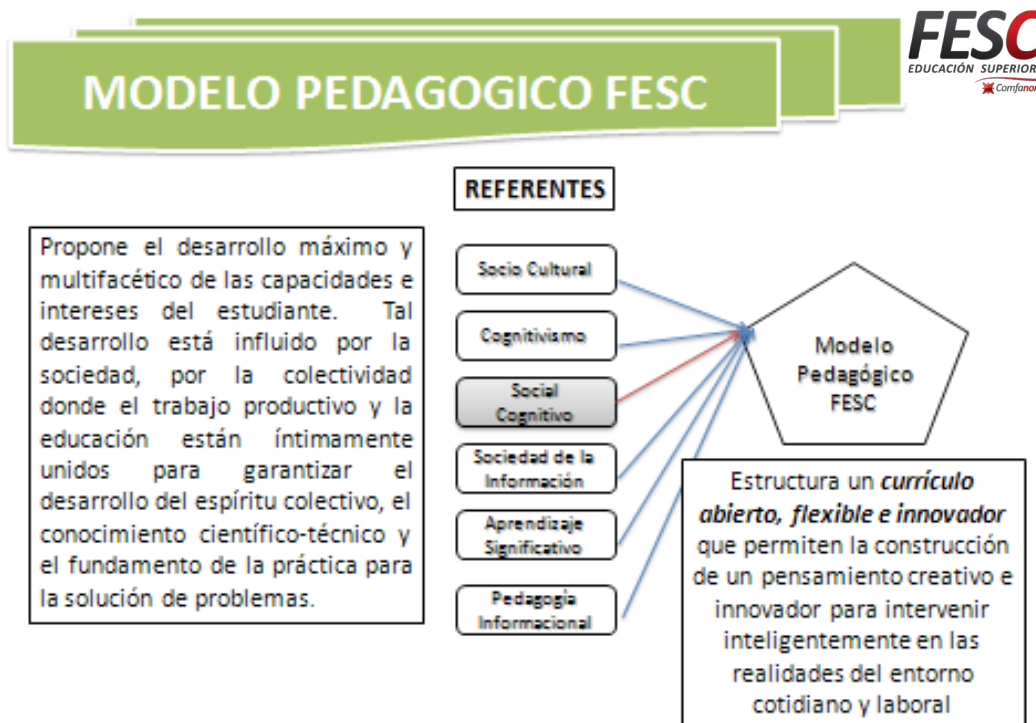 FESC
EDUCACIÓN SUPERIOR
MODELO PEDAGOGICO FESC
REFERENTES
Propone el desarrollo máximo y
multifacético de las capacidades e
intereses del estudiante. Tal
desarrollo está influido por la
sociedad, por la colectividad
donde el trabajo productivo y la
educación están íntimamente
unidos para garantizar el
desarrollo del espíritu colectivo, el
conocimiento científico-técnico y
el fundamento de la práctica para
la solución de problemas.
Socio Cultural
Cognitivismo
Social
Cognitivo
Sociedad de la
Información
Aprendizaje
Significativo
Pedagogía
Informacional
Modelo
Pedagógico
FESC
Estructura un currículo
abierto, flexible e innovador
que permiten la construcción
de un pensamiento creativo e
innovador para intervenir
inteligentemente en las
realidades del entorno
cotidiano y laboral